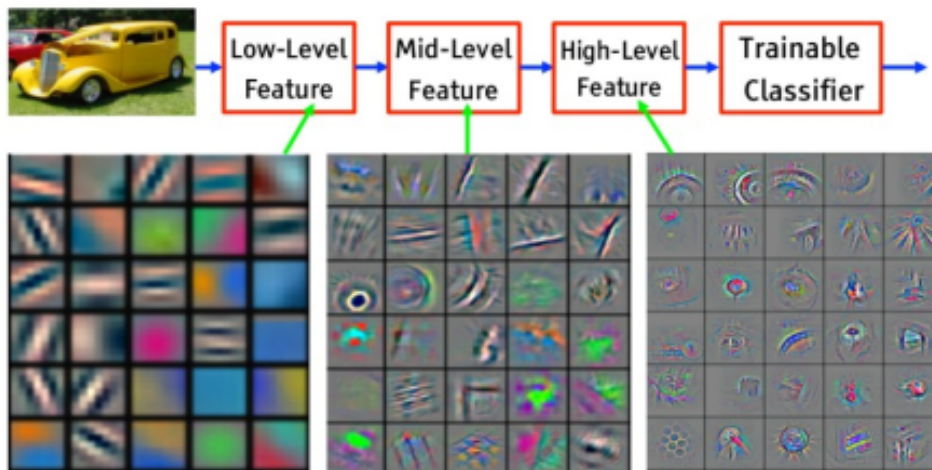 Low-Level
Feature
Mid-Level
Feature
High-Level
Feature
Trainable
Classifier